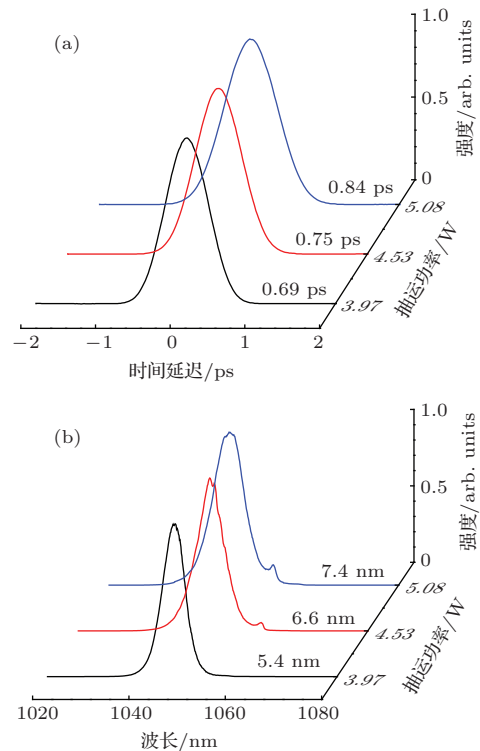 (a)
1.0
0.5
0
强度/arb. units
0.84 ps
0.75 ps
0.69 ps
5.08
4.53
3.97
抽运功率/W
−2
−1
0
1
2
时间延迟/ps
(b)
1.0
0.5
0
强度/arb. units
7.4 nm
6.6 nm
5.4 nm
5.08
4.53
3.97
抽运功率/W
1020
1040
1060
1080
波长/nm